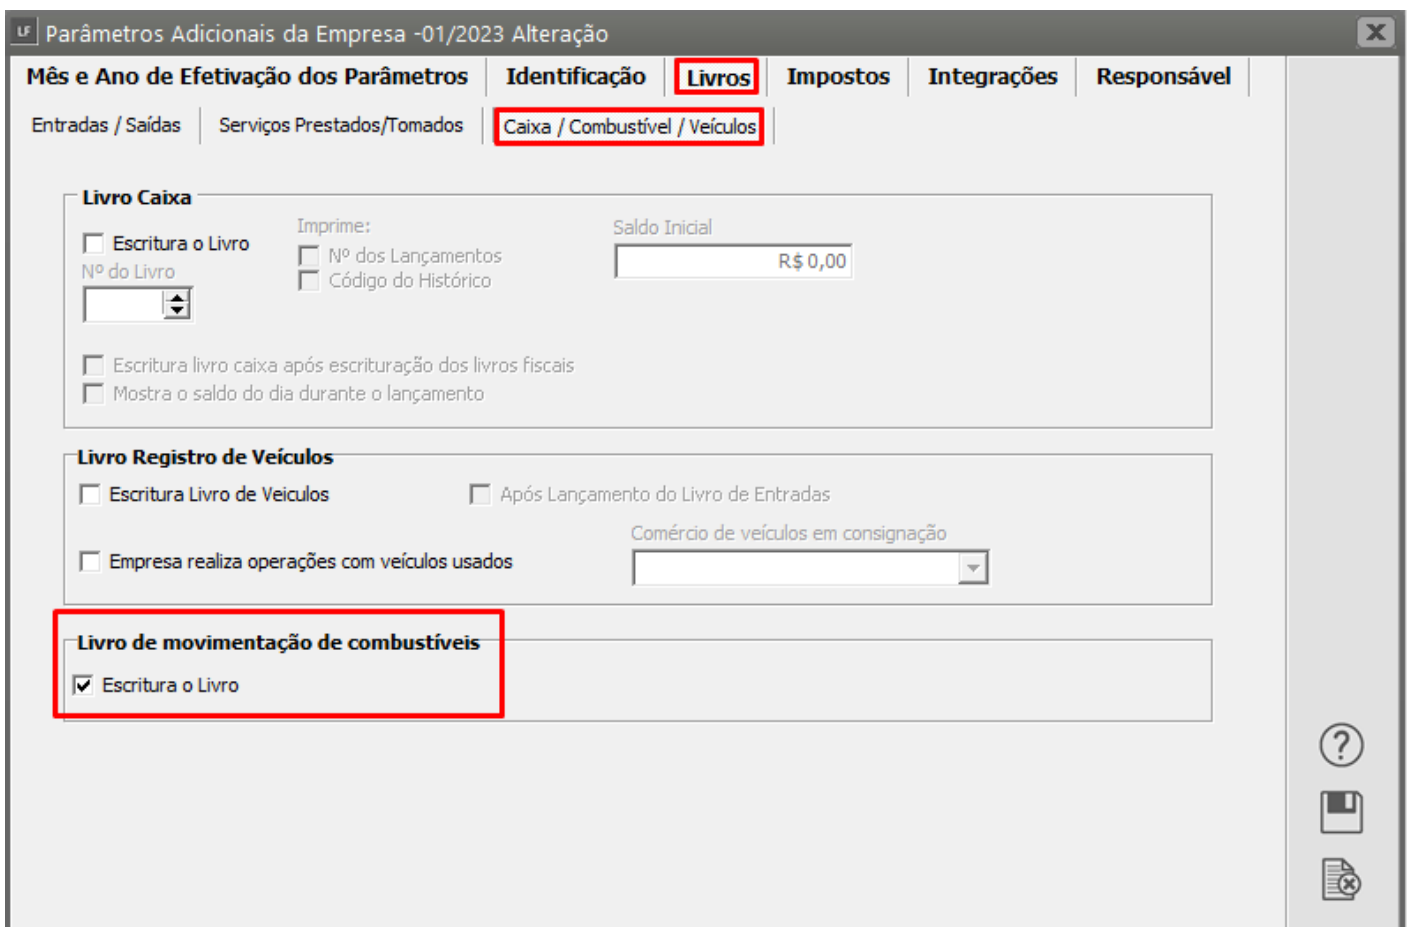 LF Parâmetros Adicionais da Empresa -01/2023 Alteração
Mês e Ano de Efetivação dos Parâmetros Identificação Livros Impostos Integrações Responsável
Entradas / Saídas Serviços Prestados/Tomados Caixa / Combustível / Veículos
Livro Caixa
Imprime: Saldo Inicial
Escritura o Livro Nº dos Lançamentos R$ 0,00
Nº do Livro Código do Histórico
Escritura livro caixa após escrituração dos livros fiscais
Mostra o saldo do dia durante o lançamento
Livro Registro de Veículos
Escritura Livro de Veiculos Após Lançamento do Livro de Entradas
Comércio de veículos em consignação
Empresa realiza operações com veículos usados
Livro de movimentação de combustíveis
Escritura o Livro